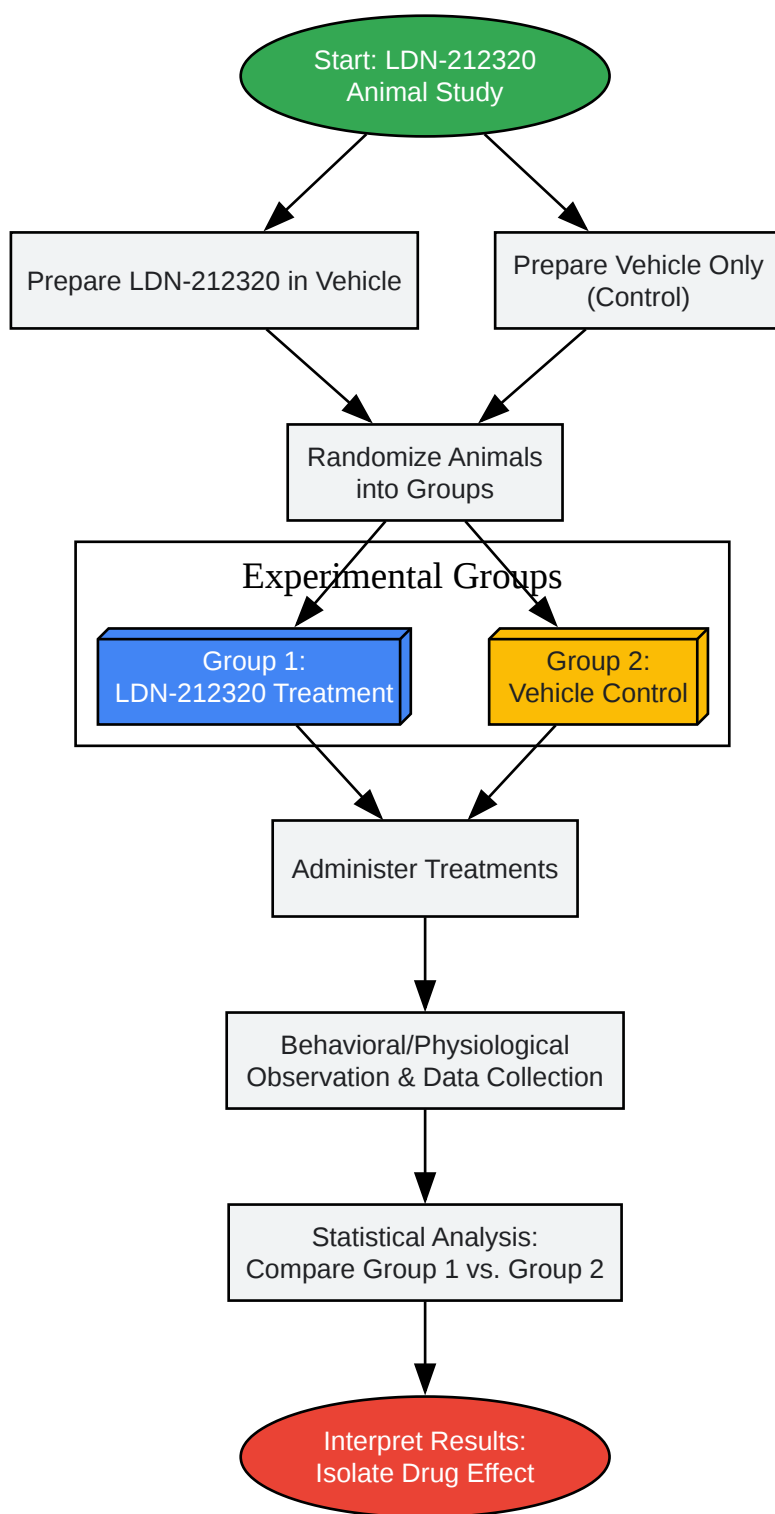 Start: LDN-212320
Animal Study
Prepare LDN-212320 in Vehicle
Prepare Vehicle Only
(Control)
Randomize Animals
into Groups
Experimental Groups
Group 1:
LDN-212320 Treatment
Group 2:
Vehicle Control
Administer Treatments
Behavioral/Physiological
Observation & Data Collection
Statistical Analysis:
Compare Group 1 vs. Group 2
Interpret Results:
Isolate Drug Effect